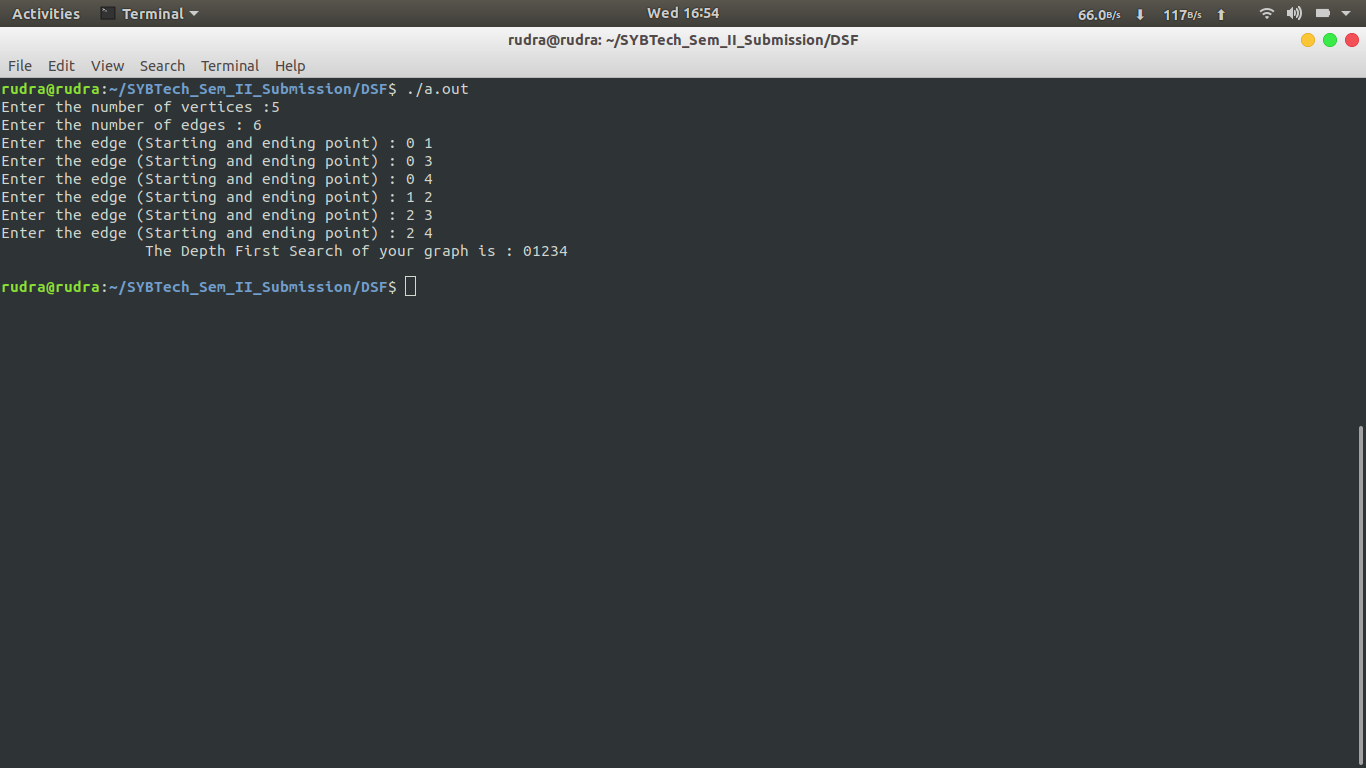 Activities Terminal Wed 16:54 66.0B/s ⬇ 117B/s ⬆
rudra@rudra: ~/SYBTech_Sem_II_Submission/DSF
File Edit View Search Terminal Help
rudra@rudra:~/SYBTech_Sem_II_Submission/DSF$ ./a.out
Enter the number of vertices :5
Enter the number of edges : 6
Enter the edge (Starting and ending point) : 0 1
Enter the edge (Starting and ending point) : 0 3
Enter the edge (Starting and ending point) : 0 4
Enter the edge (Starting and ending point) : 1 2
Enter the edge (Starting and ending point) : 2 3
Enter the edge (Starting and ending point) : 2 4
The Depth First Search of your graph is : 01234
rudra@rudra:~/SYBTech_Sem_II_Submission/DSF$